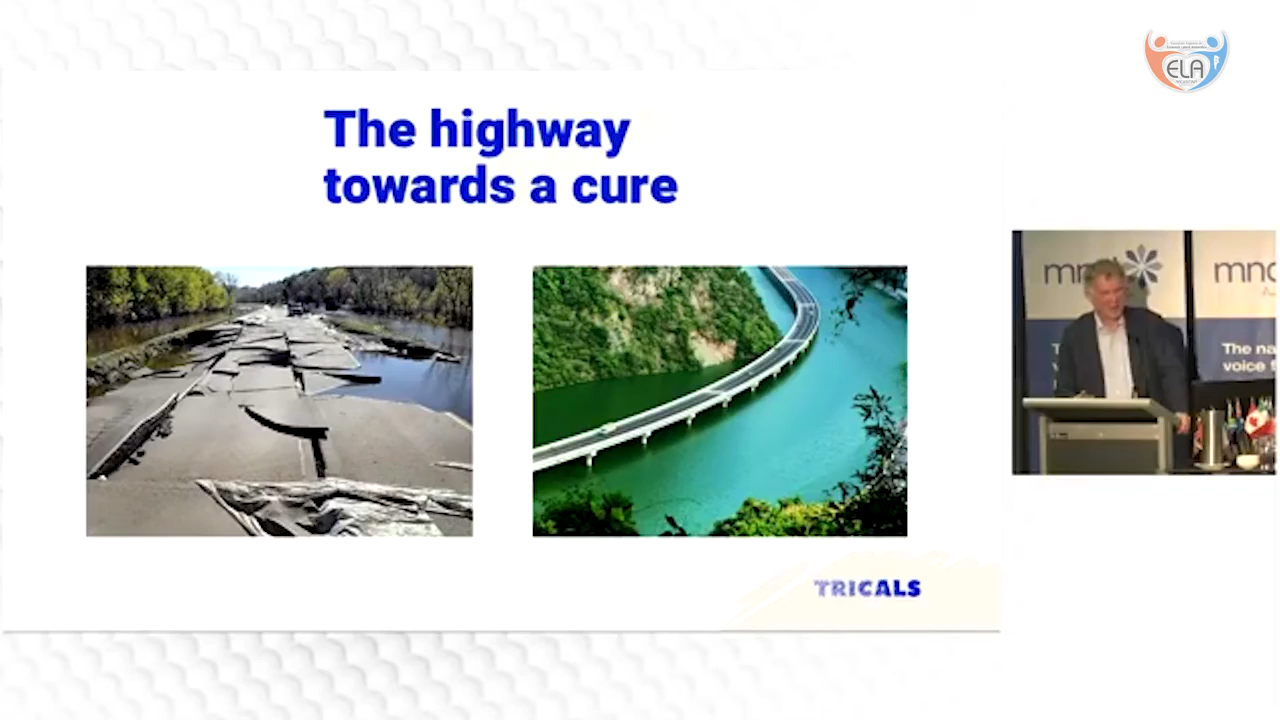 The highway
towards a cure
TRICALS
ELA
mnd
mnd
The na
voice t